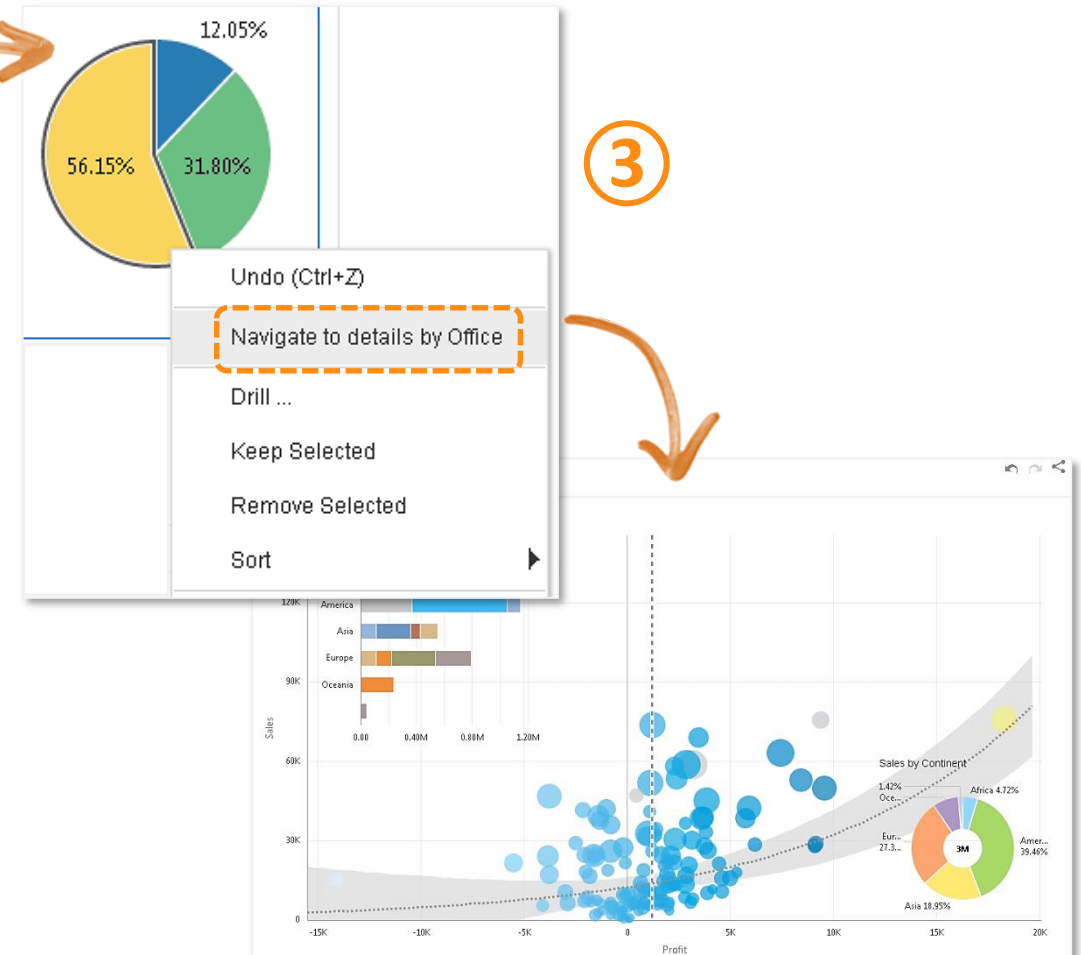 12.05%
56.15%
31.80%
3
Undo (Ctrl+Z)
Navigate to details by Office
Drill ...
Keep Selected
Remove Selected
Sort
120K
America
Asia
Europe
90K
Oceania
0.00
0.40M
0.80M
1.20M
Sales
60K
Sales by Continent
1.42%
Oce...
Africa 4.72%
30K
Eur...
27.3...
3M
Amer...
39.46%
Asia 18.95%
0
-15K
-10K
-5K
0
5K
10K
15K
20K
Profit